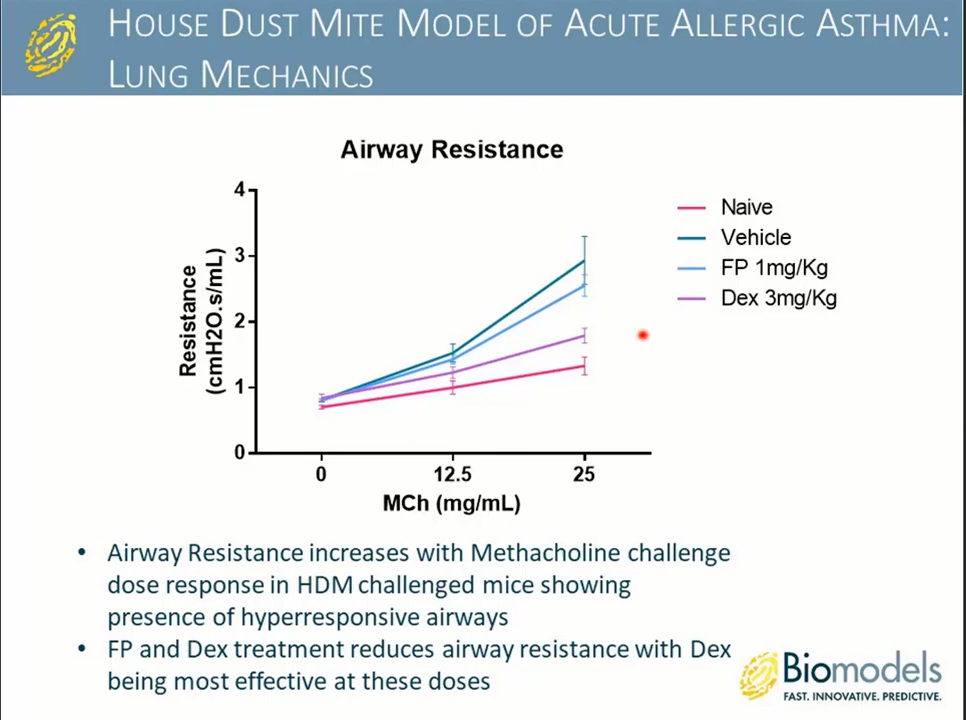 HOUSE DUST MITE MODEL OF ACUTE ALLERGIC ASTHMA:
LUNG MECHANICS
Airway Resistance
Resistance
(cmH2O.s/mL)
4
3
2
1
0
0 12.5 25
MCh (mg/mL)
Naive
Vehicle
FP 1mg/Kg
Dex 3mg/Kg
• Airway Resistance increases with Methacholine challenge
dose response in HDM challenged mice showing
presence of hyperresponsive airways
• FP and Dex treatment reduces airway resistance with Dex
being most effective at these doses
Biomodels
FAST. INNOVATIVE. PREDICTIVE.